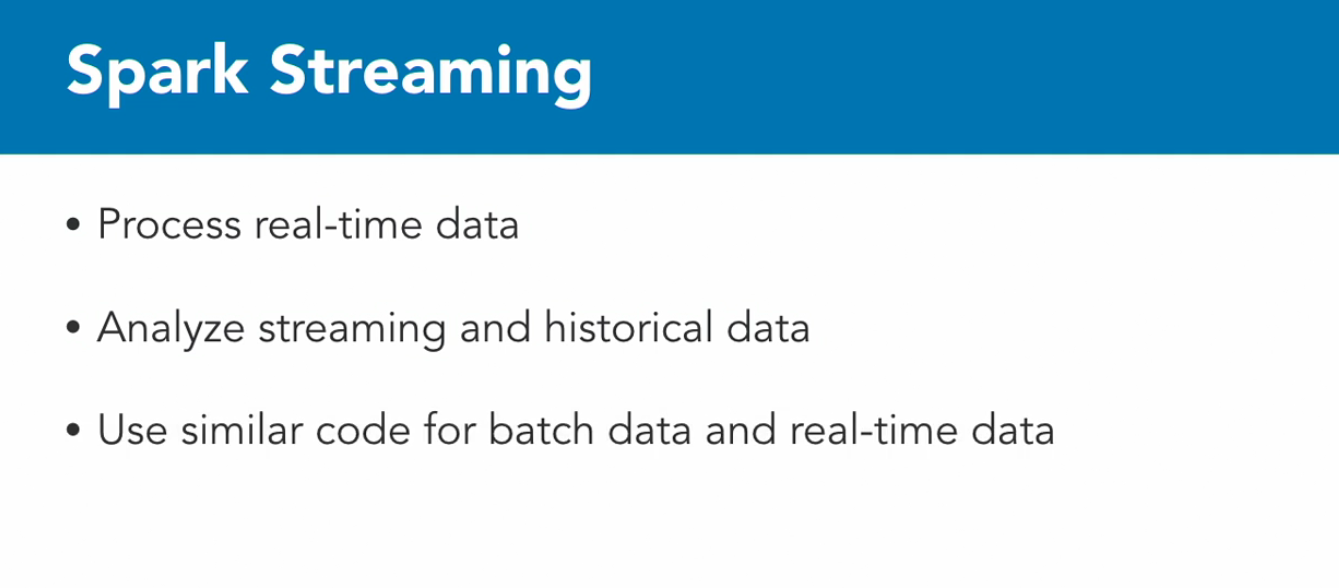 Spark Streaming
• Process real-time data
• Analyze streaming and historical data
• Use similar code for batch data and real-time data